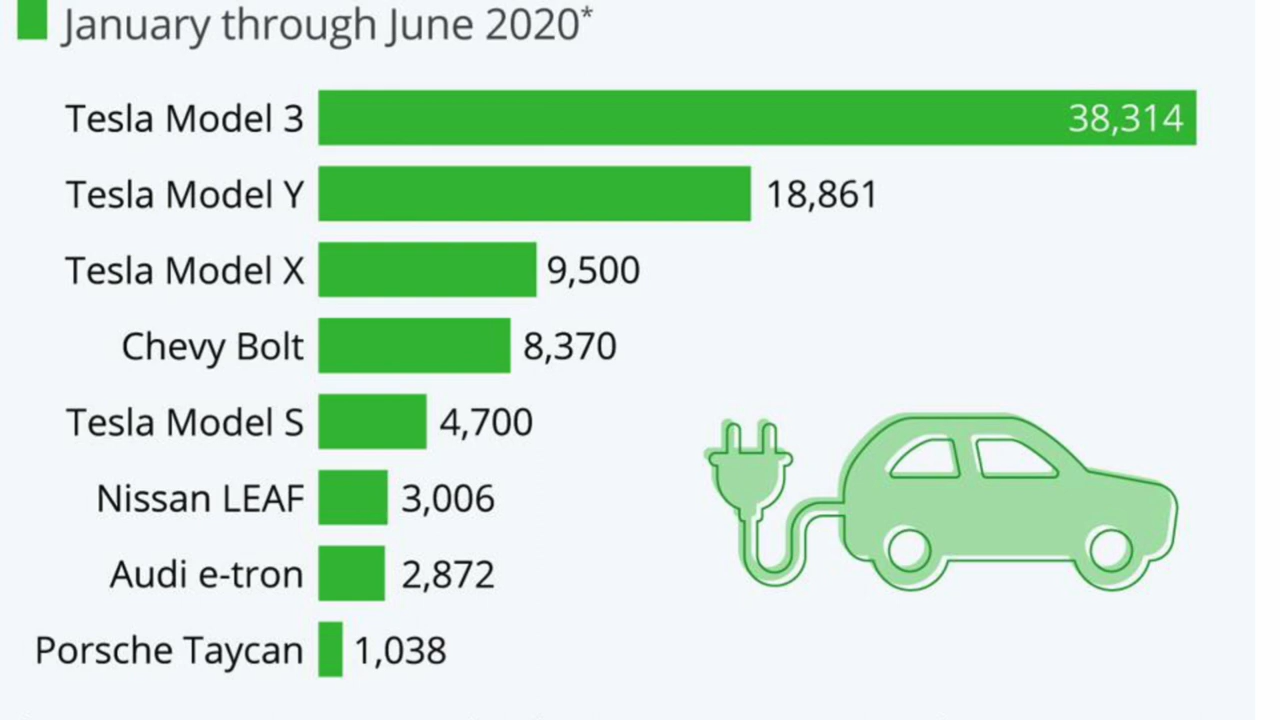 January through June 2020*
Tesla Model 3 38,314
Tesla Model Y 18,861
Tesla Model X 9,500
Chevy Bolt 8,370
Tesla Model S 4,700
Nissan LEAF 3,006
Audi e-tron 2,872
Porsche Taycan 1,038